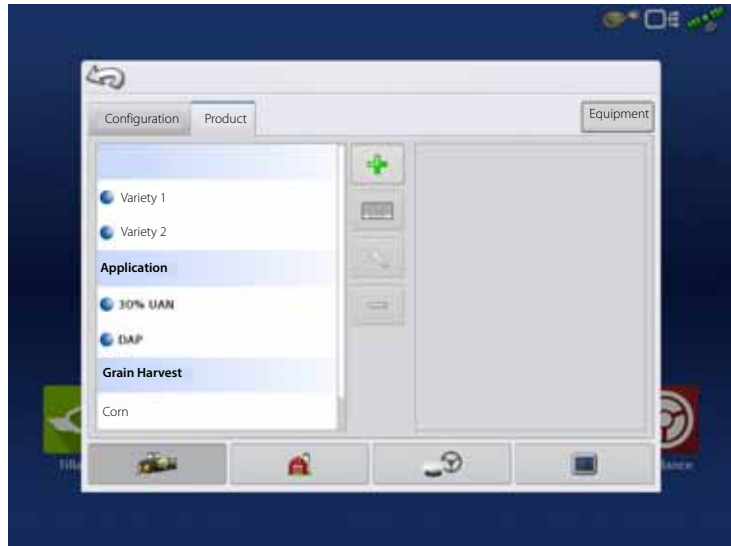 Configuration
Product
Equipment
Variety 1
Variety 2
Application
30% UAN
DAP
Grain Harvest
Corn